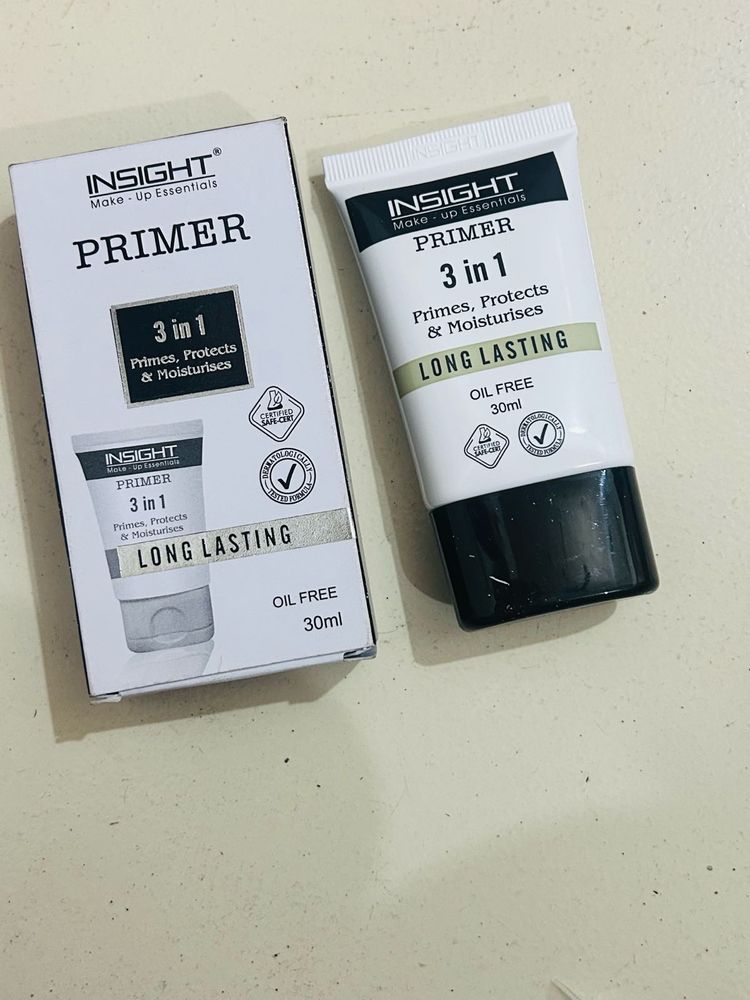 INSIGHT®
Make - Up Essentials
PRIMER
3 in 1
Primes, Protects
& Moisturises
CERTIFIED
SAFE-CERT
DERMATOLOGICALLY
TESTED FORMULA
INSIGHT
Make - Up Essentials
PRIMER
3 in 1
Primes, Protects
& Moisturises
LONG LASTING
OIL FREE
30ml
INSIGHT
INSIGHT
Make - up Essentials
PRIMER
3 in 1
Primes, Protects
& Moisturises
LONG LASTING
OIL FREE
30ml
CERTIFIED
SAFE-CERT
DERMATOLOGICALLY
TESTED FORMULA